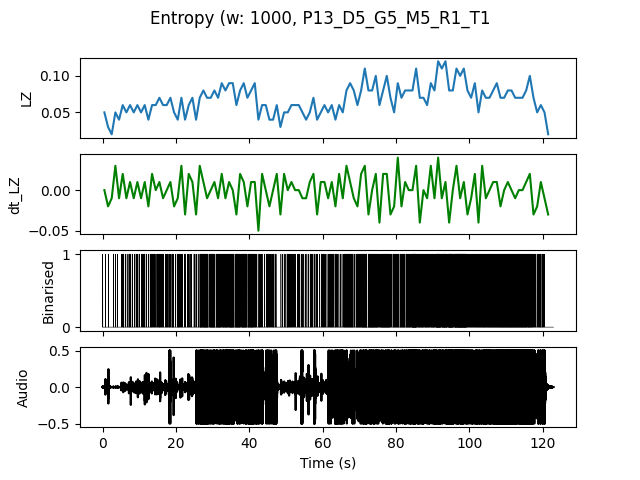 Entropy (w: 1000, P13_D5_G5_M5_R1_T1
LZ
0.10
0.05
dt_LZ
0.00
−0.05
Binarised
1
0
Audio
0.5
0.0
−0.5
0 20 40 60 80 100 120
Time (s)